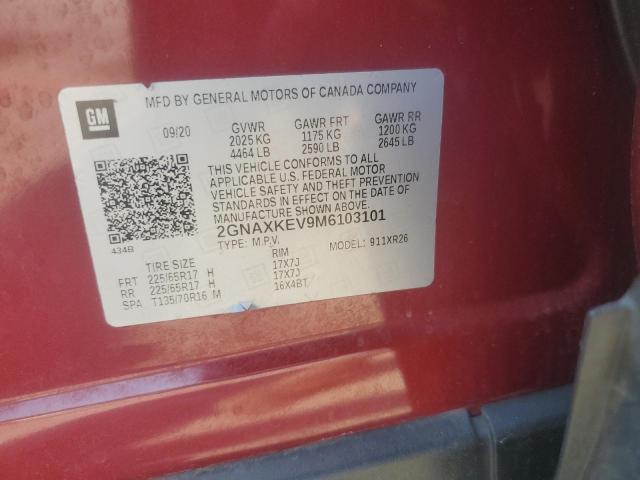 MFD BY GENERAL MOTORS OF CANADA COMPANY
GM
09/20 GVWR GAWR FRT GAWR RR
2025 KG 1175 KG 1200 KG
4464 LB 2590 LB 2645 LB
THIS VEHICLE CONFORMS TO ALL
APPLICABLE U.S. FEDERAL MOTOR
VEHICLE SAFETY AND THEFT PREVENTION
STANDARDS IN EFFECT ON THE DATE OF
MANUFACTURE SHOWN ABOVE.
2GNAXKEV9M6103101
434B TYPE: M.P.V. MODEL: 911XR26
TIRE SIZE RIM
FRT 225/65R17 H 17X7J
RR 225/65R17 H 17X7J
SPA T135/70R16 M 16X4BT